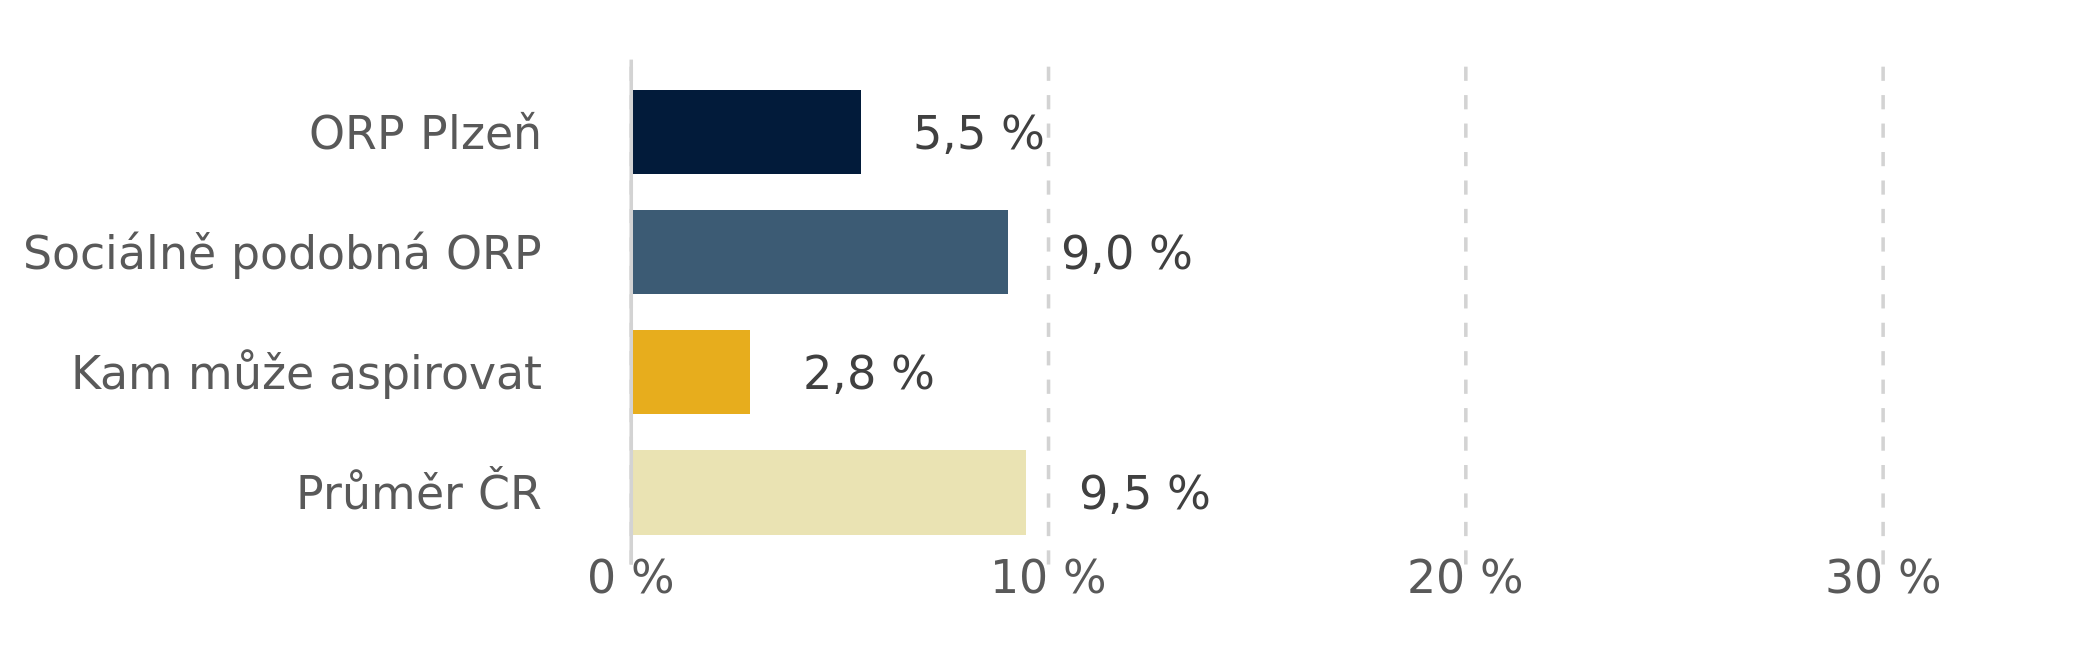 ORP Plzeň 5,5 %
Sociálně podobná ORP 9,0 %
Kam může aspirovat 2,8 %
Průměr ČR 9,5 %
0 % 10 % 20 % 30 %